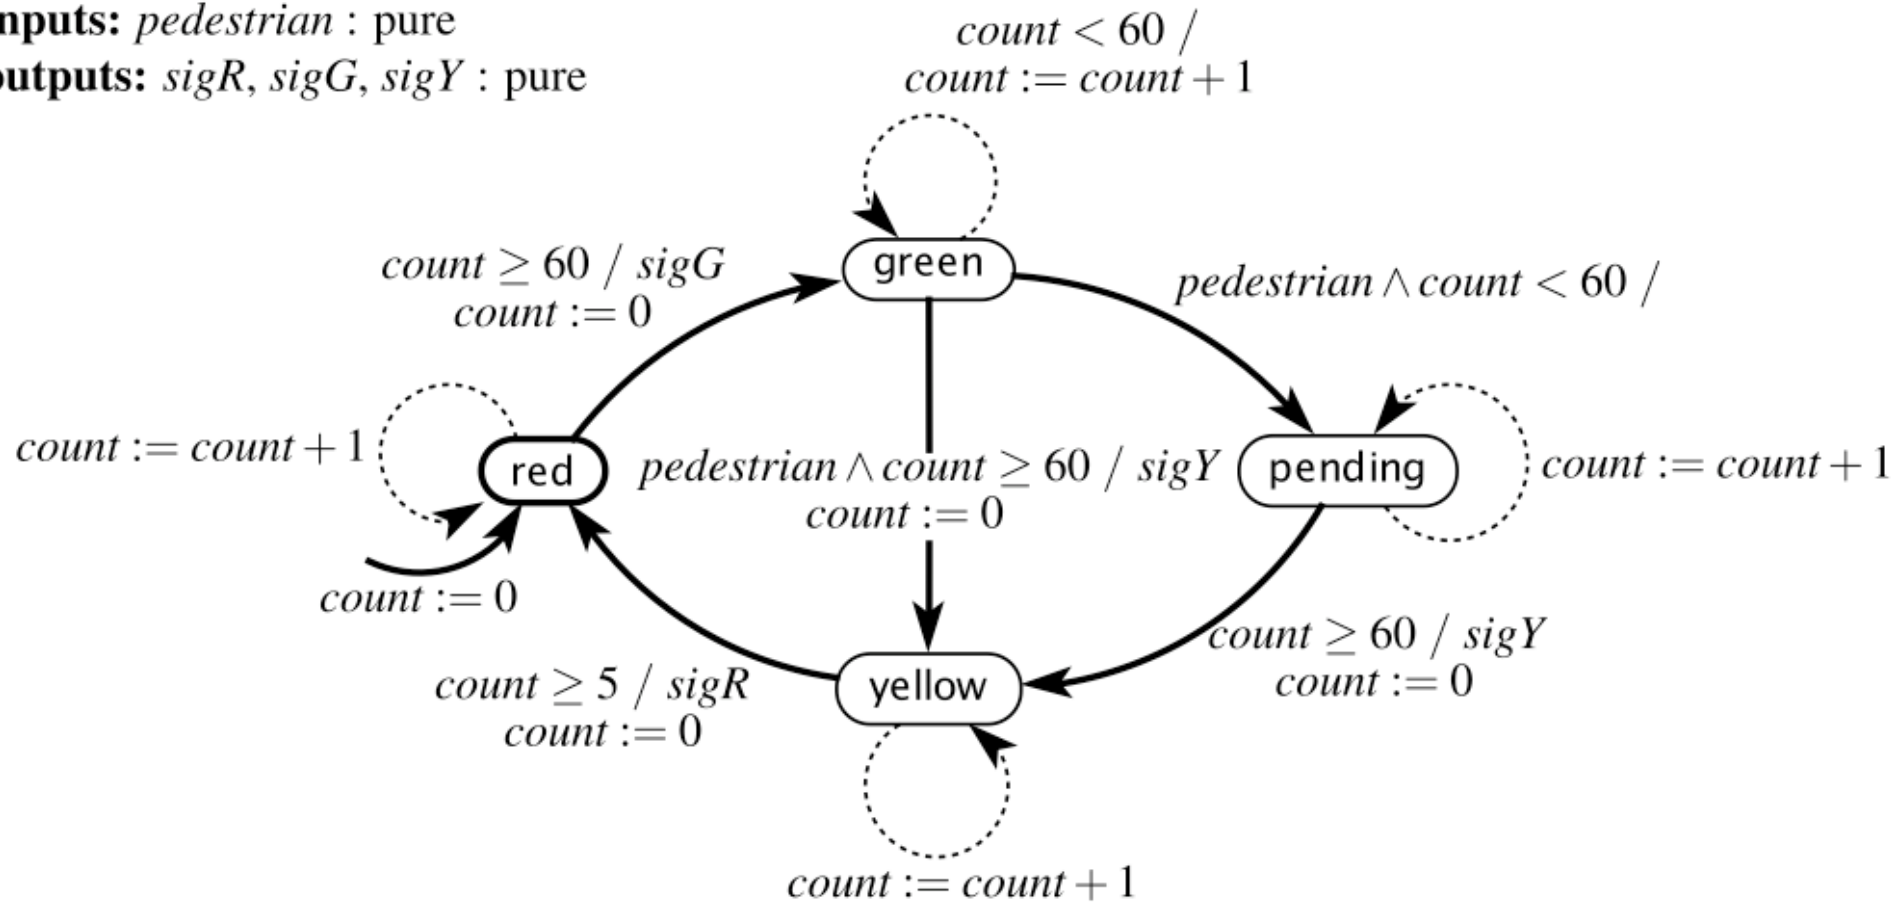 nputs: pedestrian : pure
outputs: sigR, sigG, sigY : pure
count < 60 /
count := count + 1
count ≥ 60 / sigG
count := 0
green
pedestrian ∧ count < 60 /
count := count + 1
red
pedestrian ∧ count ≥ 60 / sigY
count := 0
pending
count := count + 1
count := 0
count ≥ 5 / sigR
count := 0
yellow
count ≥ 60 / sigY
count := 0
count := count + 1